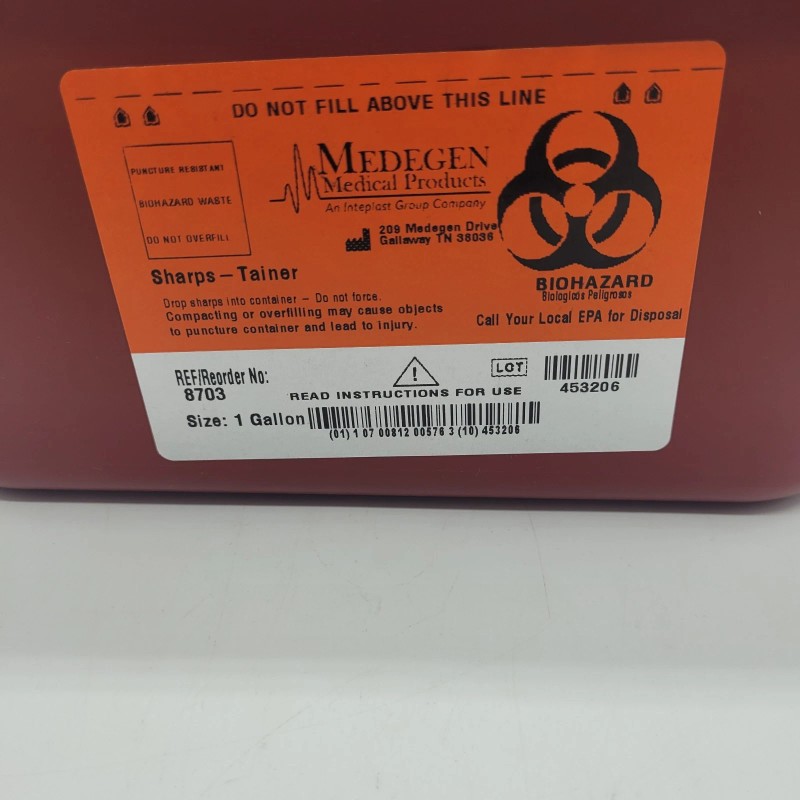 DO NOT FILL ABOVE THIS LINE
PUNCTURE RESISTANT
BIOHAZARD WASTE
DO NOT OVERFILL
MEDEGEN
Medical Products
An Inteplast Group Company
209 Medegen Drive
Gallaway TN 38036
Sharps-Tainer
Drop sharps into container - Do not force.
Compacting or overfilling may cause objects
to puncture container and lead to injury.
BIOHAZARD
Biologicos Peligrosos
Call Your Local EPA for Disposal
REF/Reorder No:
8703
READ INSTRUCTIONS FOR USE
LOT
453206
Size: 1 Gallon
(01) 1 07 00812 00576 3 (10) 453206